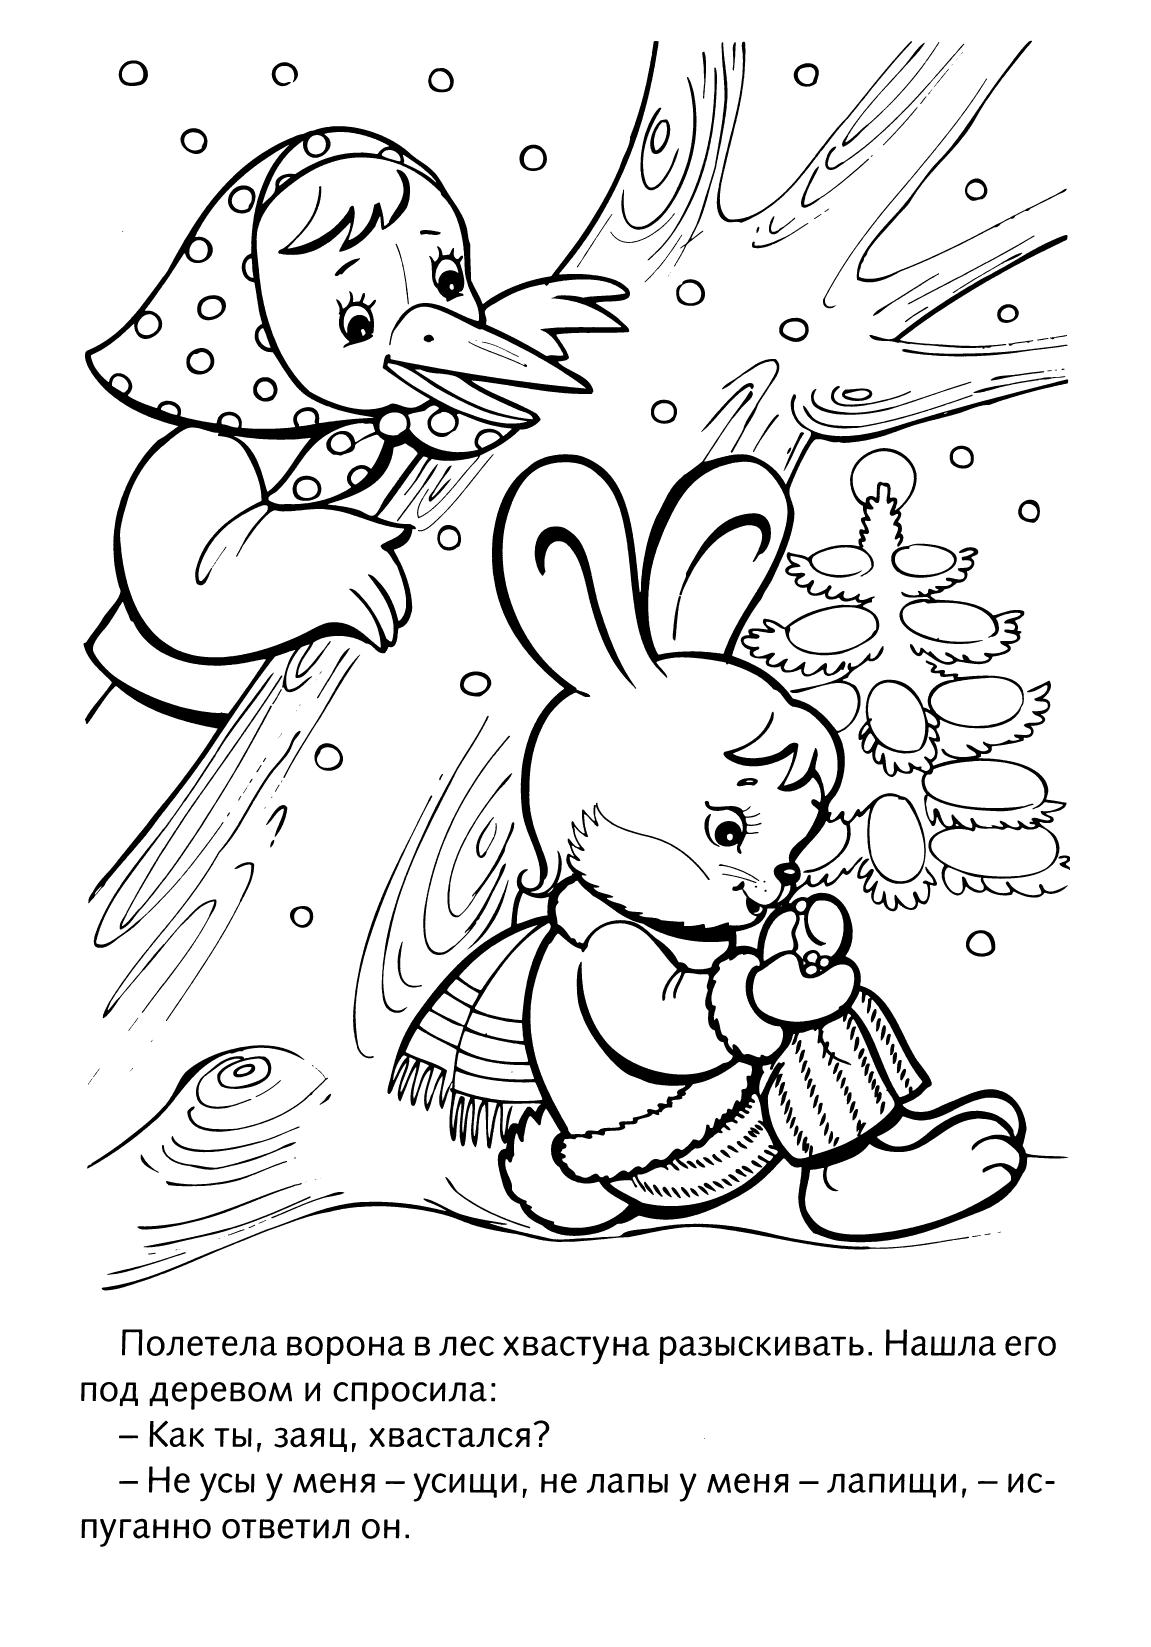 Полетела ворона в лес хвастуна разыскивать. Нашла его
под деревом и спросила:
– Как ты, заяц, хвастался?
– Не усы у меня – усищи, не лапы у меня – лапищи, – ис-
пуганно ответил он.